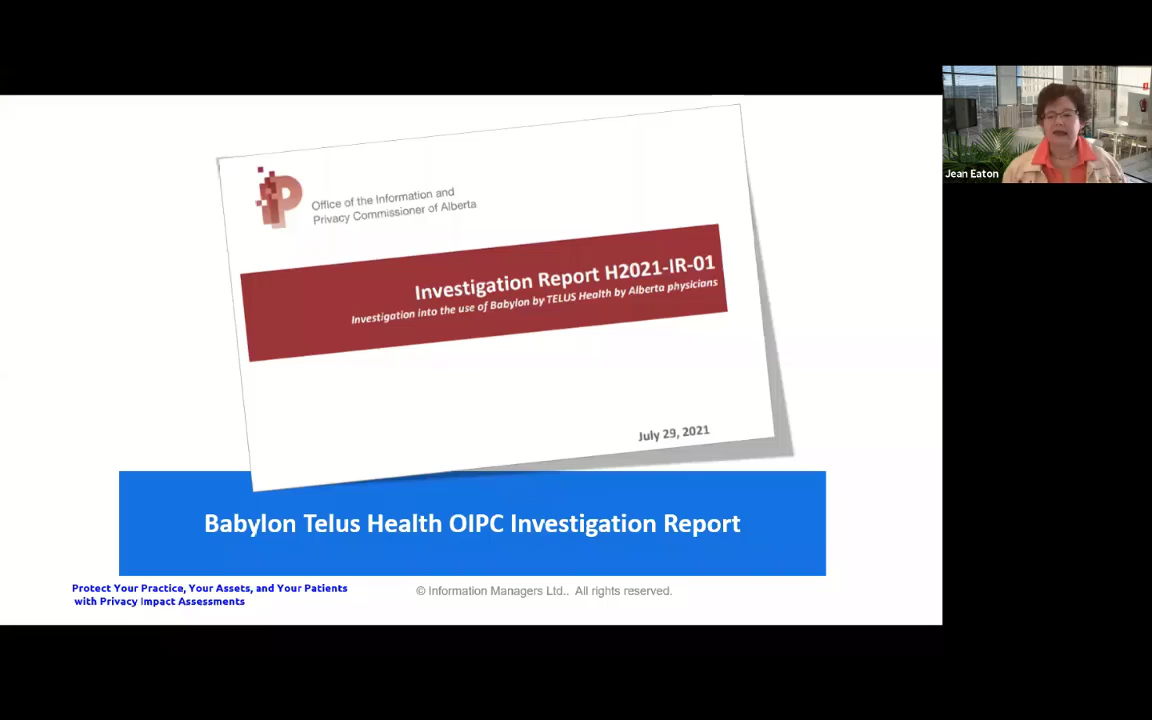 Office of the Information and
Privacy Commissioner of Alberta
Investigation Report H2021-IR-01
Investigation into the use of Babylon by TELUS Health by Alberta physicians
July 29, 2021
Babylon Telus Health OIPC Investigation Report
Protect Your Practice, Your Assets, and Your Patients
with Privacy Impact Assessments
© Information Managers Ltd.. All rights reserved.
Jean Eaton